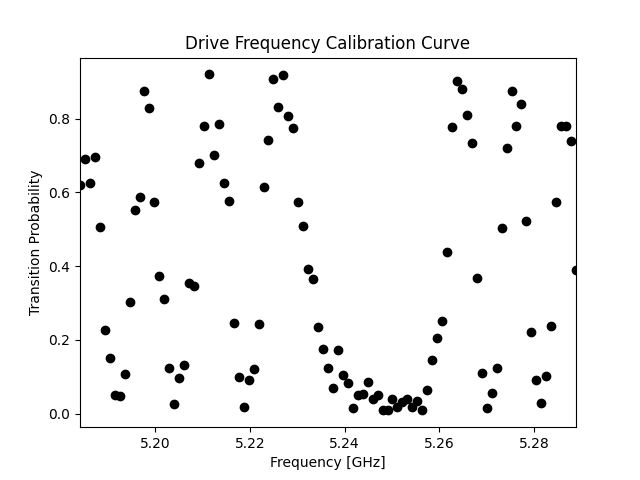 Drive Frequency Calibration Curve
Transition Probability
0.8
0.6
0.4
0.2
0.0
5.20 5.22 5.24 5.26 5.28
Frequency [GHz]